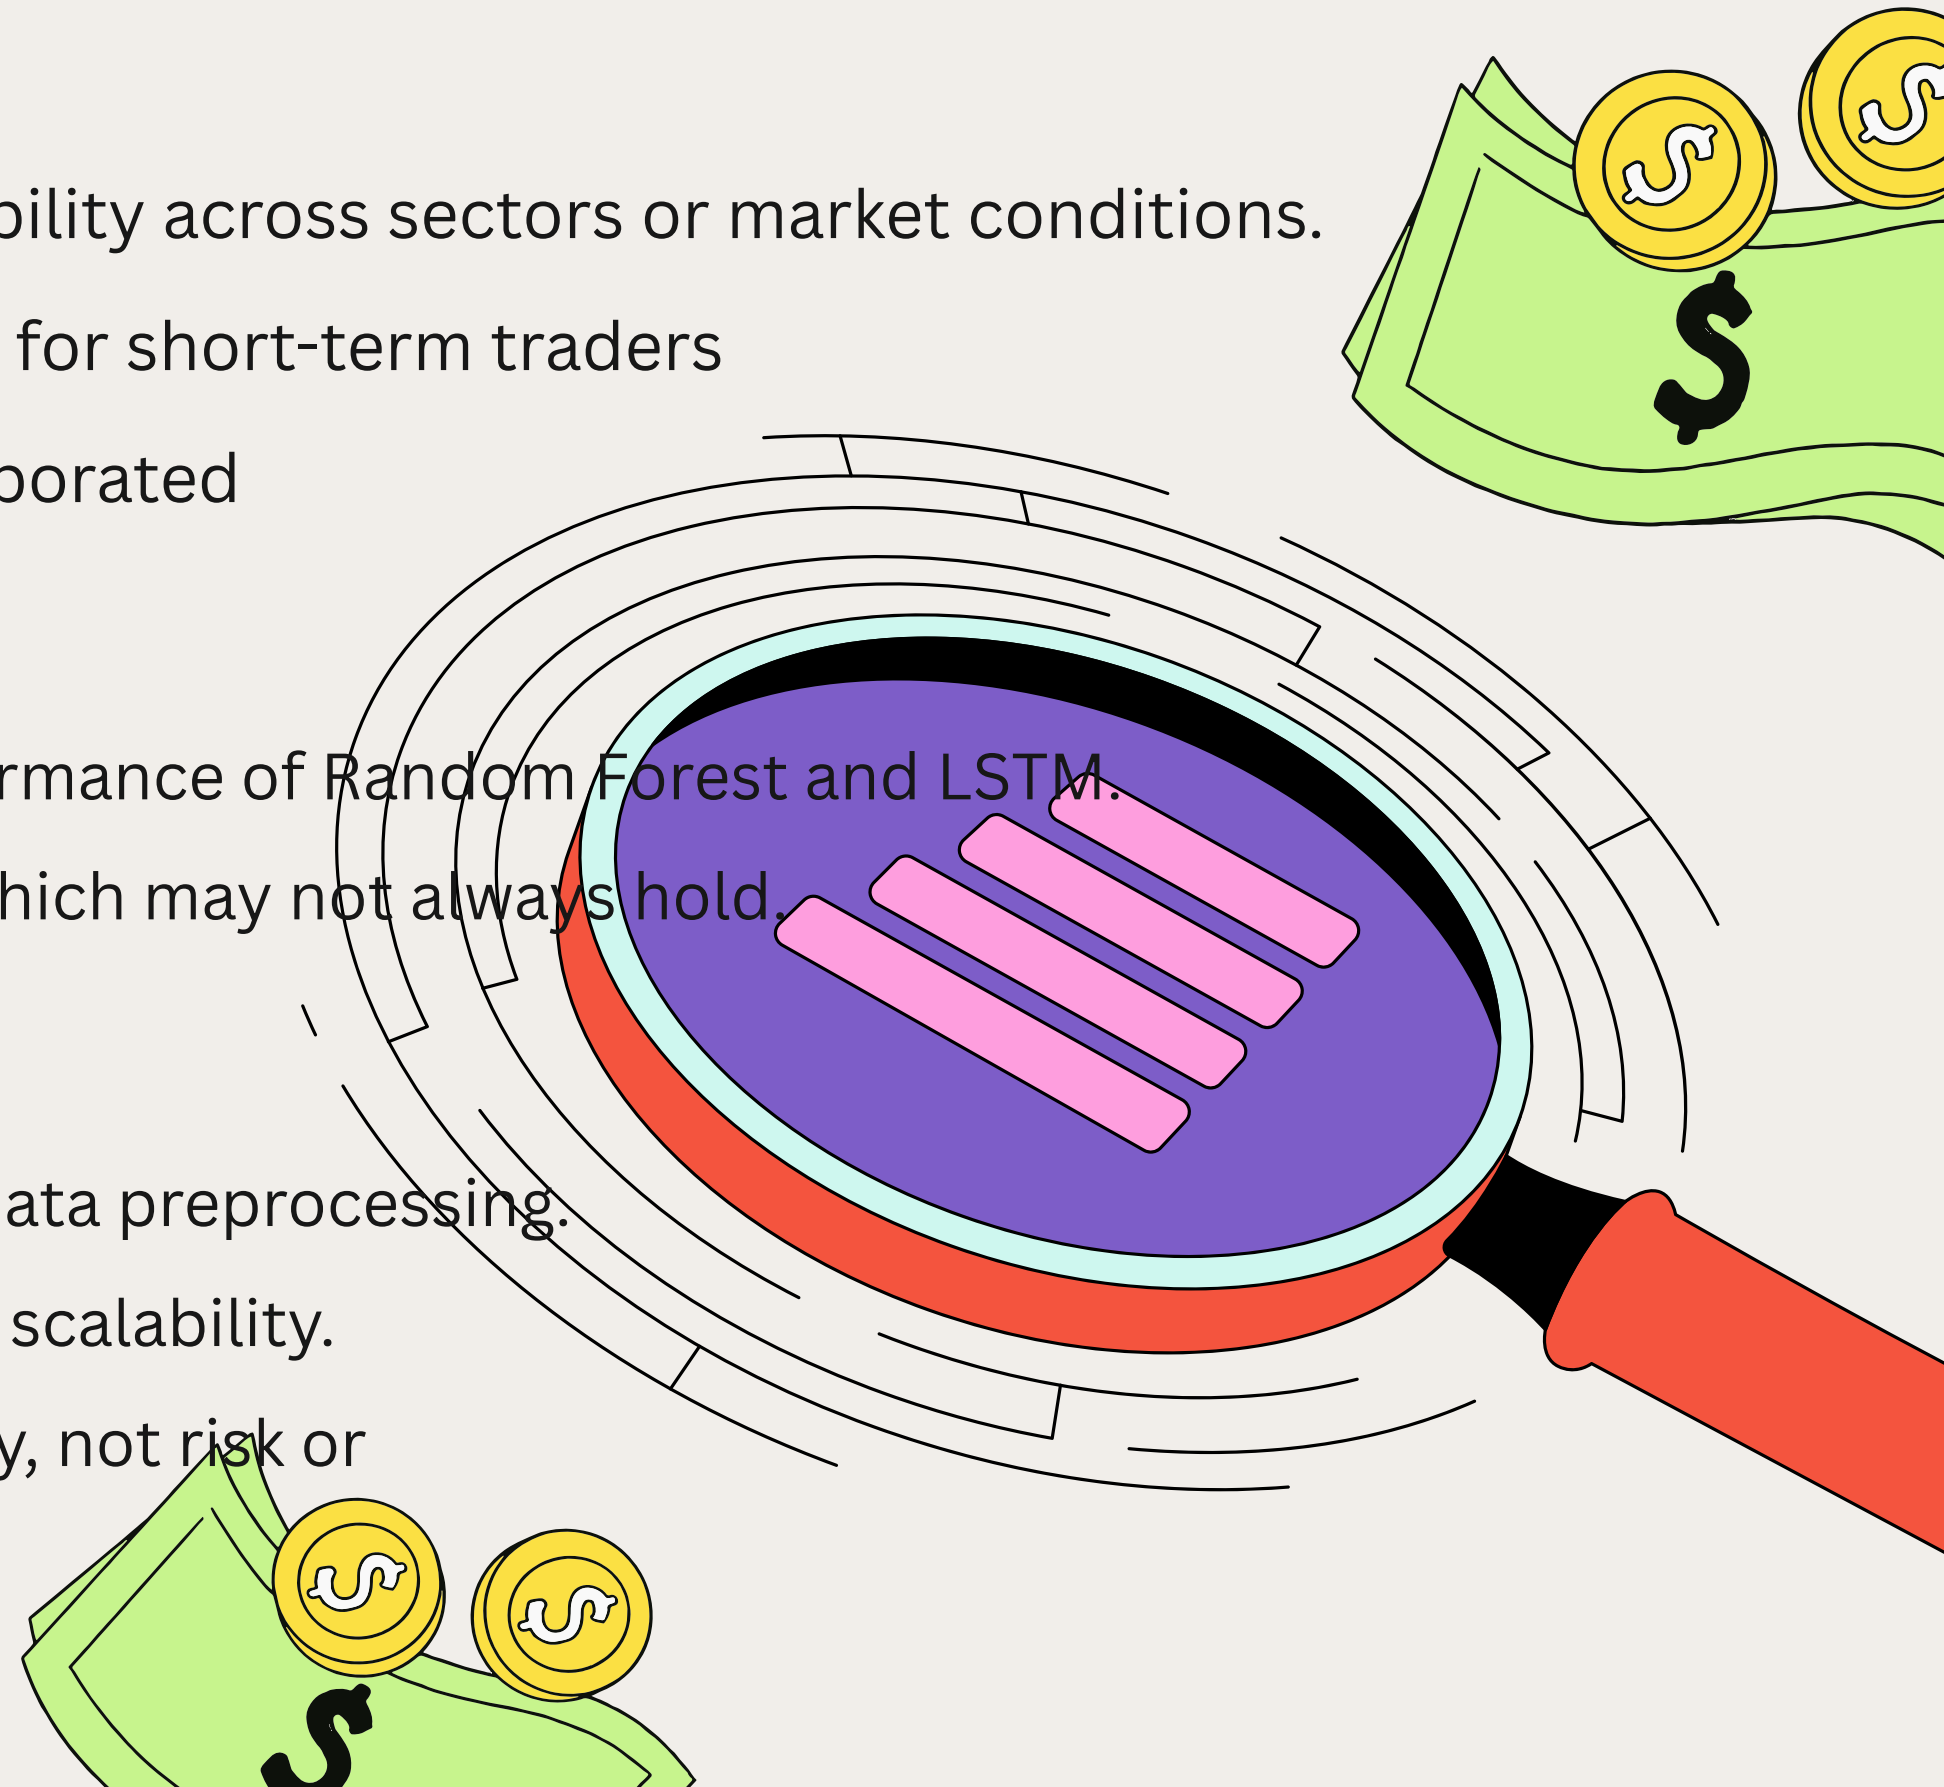 bility across sectors or market conditions.
for short-term traders
porated
rmance of Random Forest and LSTM.
hich may not always hold.
ata preprocessing.
scalability.
y, not risk or
$
$
$
$
$
$